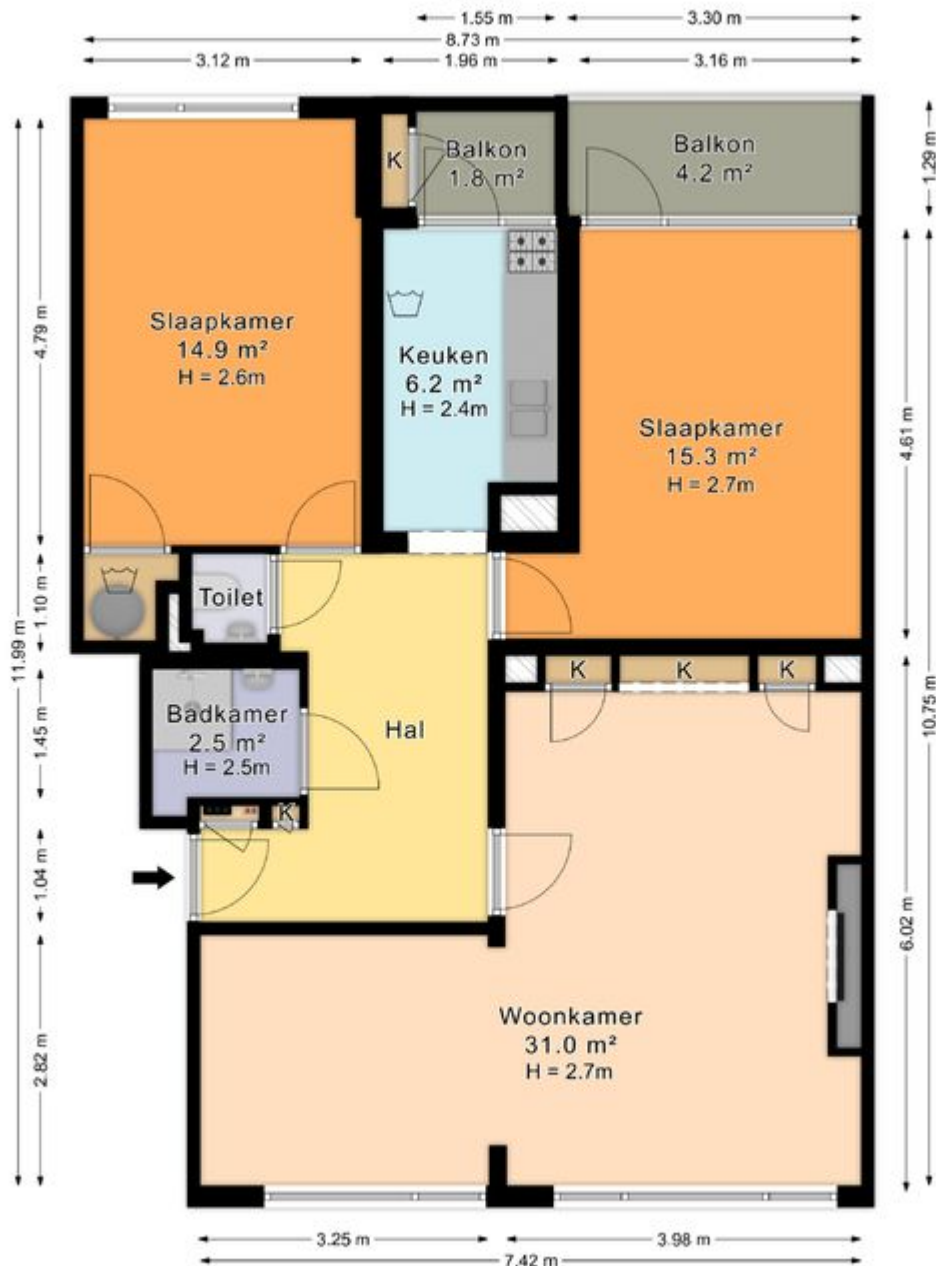 1.55 m
3.30 m
8.73 m
3.12 m
1.96 m
3.16 m
K
Balkon
1.8 m²
Balkon
4.2 m²
1.29 m
Slaapkamer
14.9 m²
H = 2.6m
4.79 m
Keuken
6.2 m²
H = 2.4m
Slaapkamer
15.3 m²
H = 2.7m
4.61 m
Toilet
1.10 m
11.99 m
K
K
K
10.75 m
Badkamer
2.5 m²
H = 2.5m
1.45 m
Hal
K
1.04 m
6.02 m
Woonkamer
31.0 m²
H = 2.7m
2.82 m
3.25 m
3.98 m
7.42 m